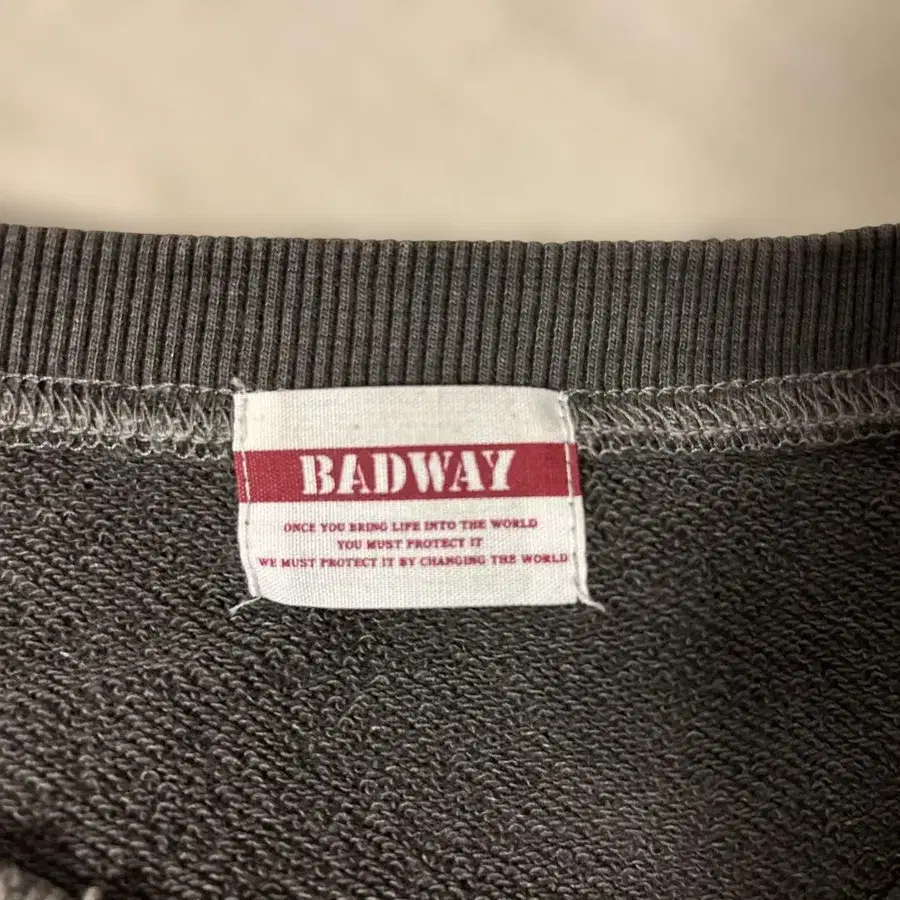 BADWAY
ONCE YOU BRING LIFE INTO THE WORLD
YOU MUST PROTECT IT
WE MUST PROTECT IT BY CHANGING THE WORLD